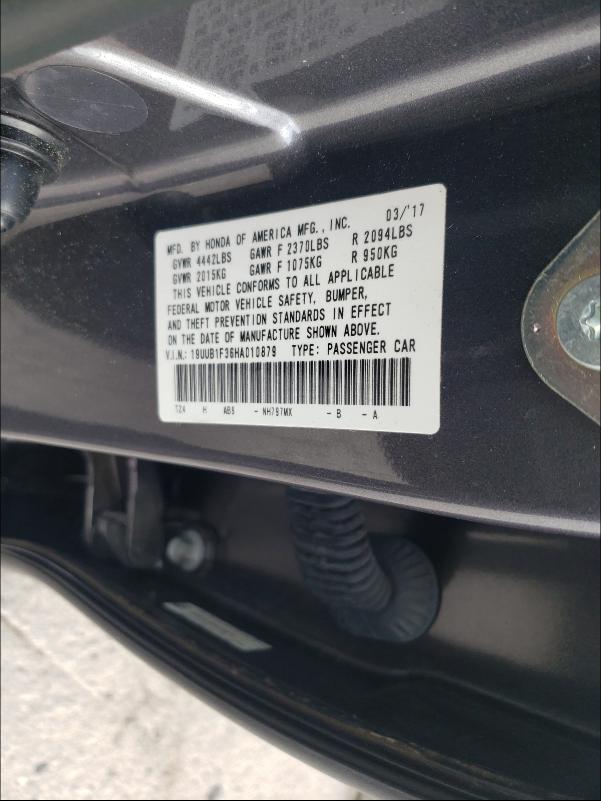 MFD. BY HONDA OF AMERICA MFG., INC. 03/'17
GVWR 4442LBS GAWR F 2370LBS R 2094LBS
GVWR 2015KG GAWR F 1075KG R 950KG
THIS VEHICLE CONFORMS TO ALL APPLICABLE
FEDERAL MOTOR VEHICLE SAFETY, BUMPER,
AND THEFT PREVENTION STANDARDS IN EFFECT
ON THE DATE OF MANUFACTURE SHOWN ABOVE.
V.I.N.: 19UUB1F36HA010879 TYPE: PASSENGER CAR
TZ4 H AB9 - NH797MX - B - A